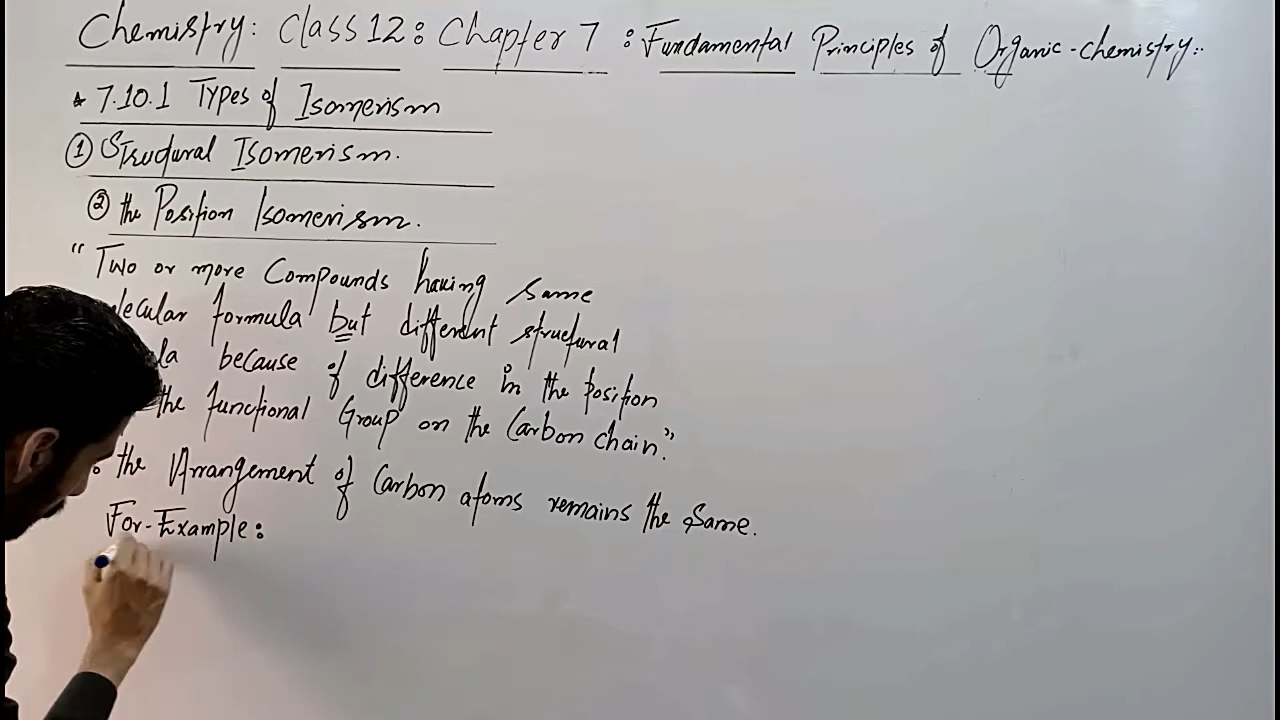 Chemistry: Class 12: Chapter 7: Fundamental Principles of Organic-chemistry:
* 7.10.1 Types of Isomerism
① Structural Isomerism.
② the Position Isomerism.
"Two or more Compounds having same
lecular formula but different structural
la because of difference in the position
the functional Group on the Carbon chain."
the Arrangement of Carbon atoms remains the Same.
For-Example: